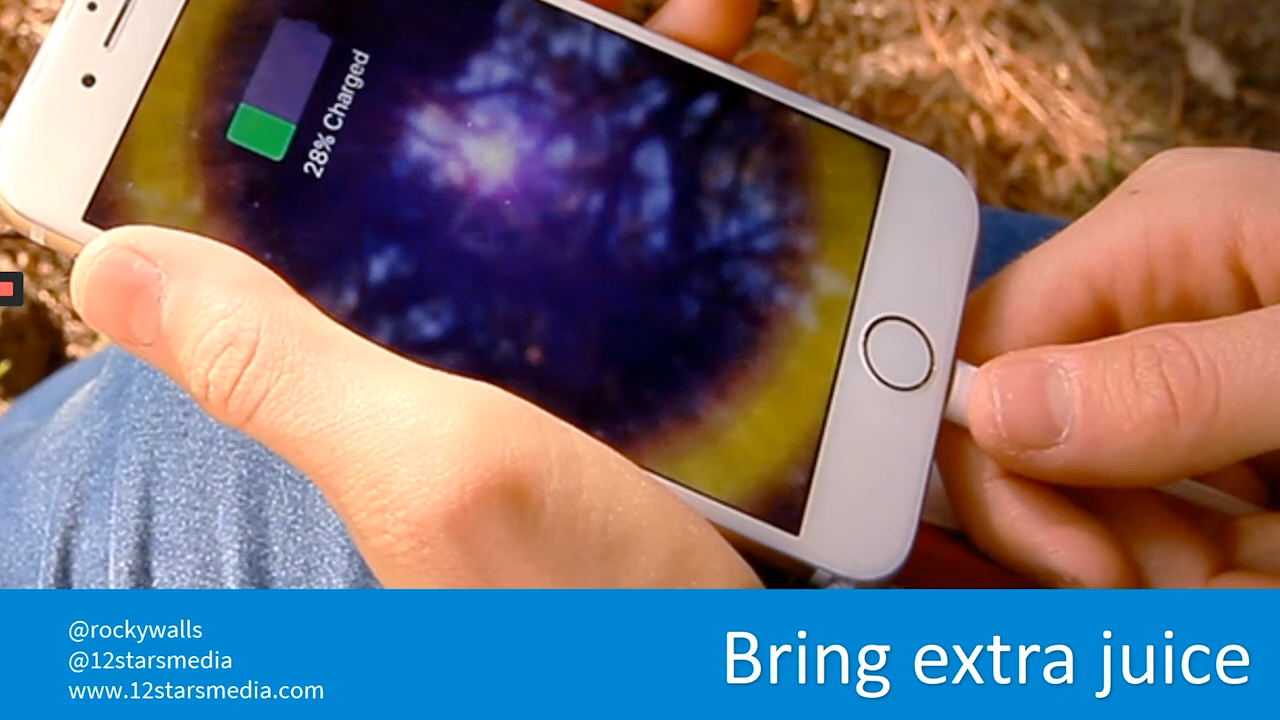 28% Charged
@rockywalls
@12starsmedia
www.12starsmedia.com
Bring extra juice